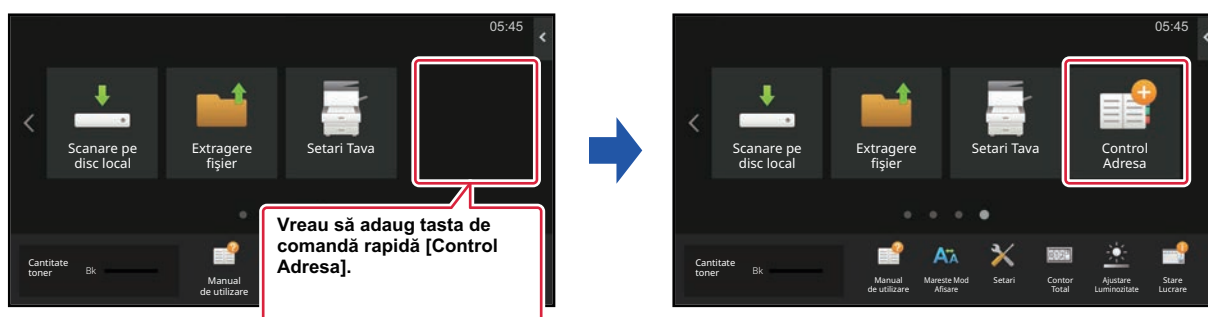 05:45
Scanare pe
disc local
Extragere
fişier
Setari Tava
Vreau să adaug tasta de
comandă rapidă [Control
Adresa].
Cantitate
toner
Bk
Manual
de utilizare
05:45
Scanare pe
disc local
Extragere
fişier
Setari Tava
Control
Adresa
Cantitate
toner
Bk
Manual
de utilizare
Mareste Mod
Afisare
Setari
Contor
Total
Ajustare
Luminozitate
Stare
Lucrare